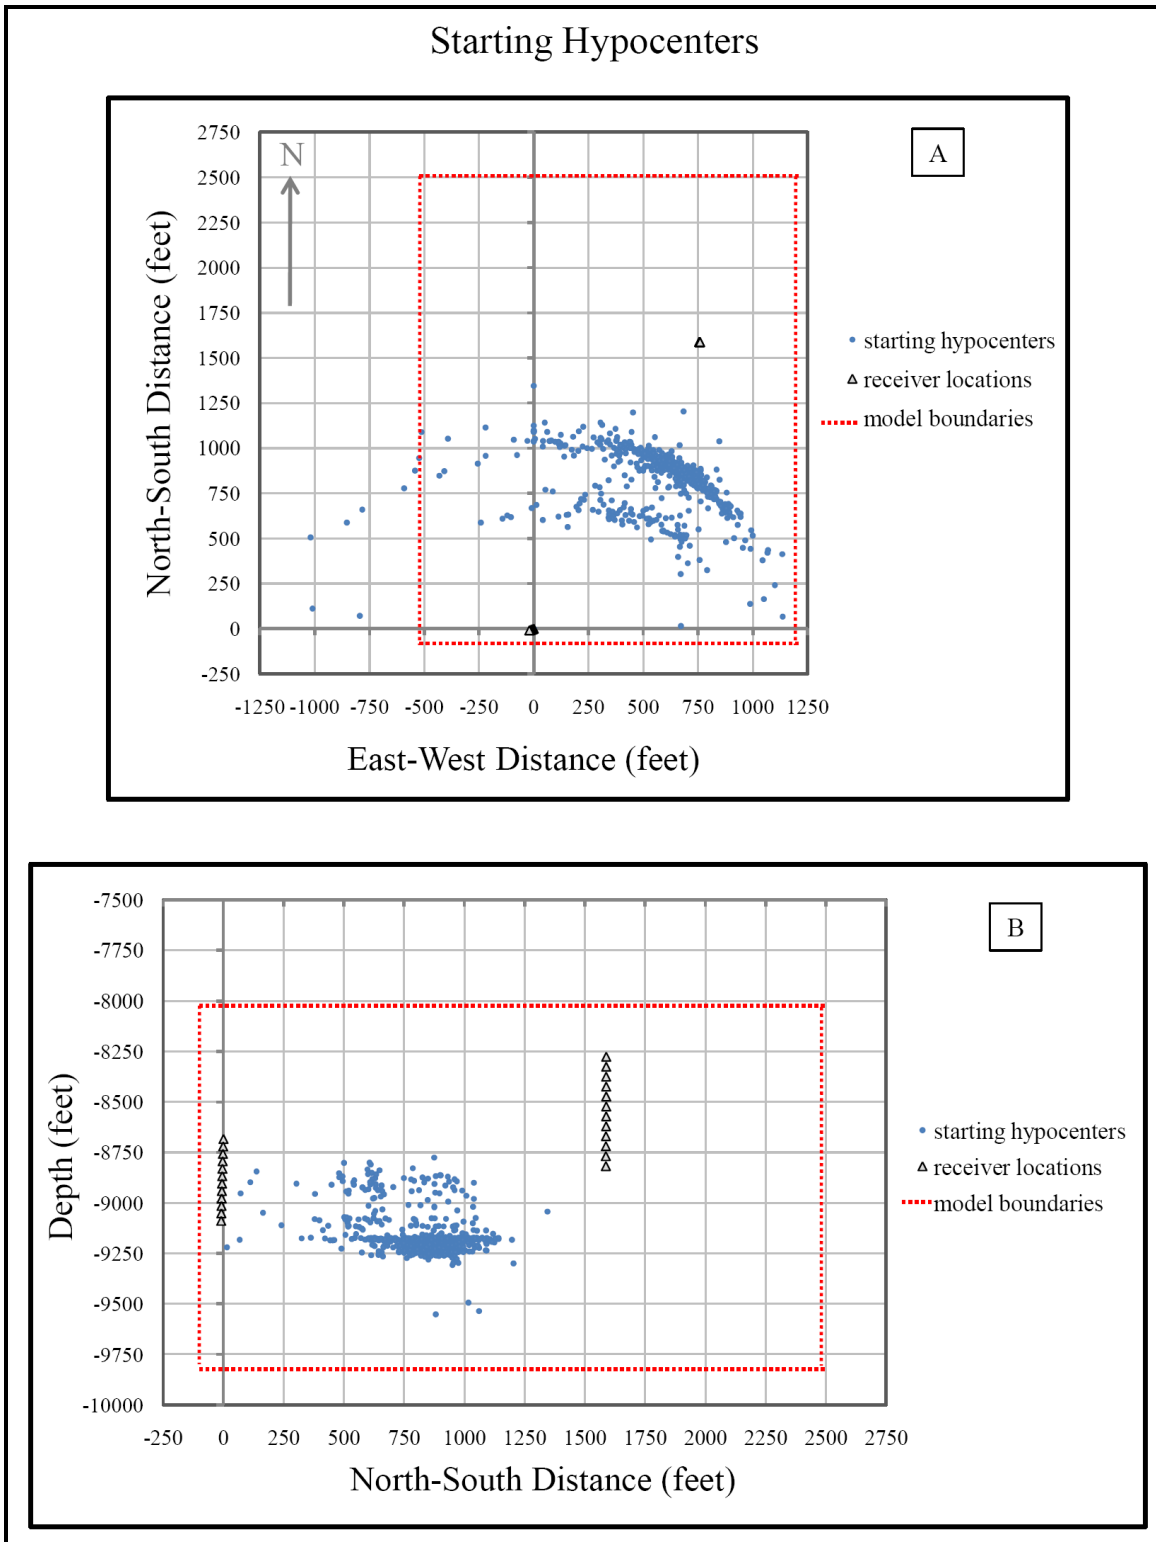 Starting Hypocenters
A
N
2750
2500
2250
2000
1750
1500
1250
1000
750
500
250
0
-250
North-South Distance (feet)
-1250 -1000 -750 -500 -250 0 250 500 750 1000 1250
East-West Distance (feet)
starting hypocenters
receiver locations
model boundaries
B
-7500
-7750
-8000
-8250
-8500
-8750
-9000
-9250
-9500
-9750
-10000
Depth (feet)
-250 0 250 500 750 1000 1250 1500 1750 2000 2250 2500 2750
North-South Distance (feet)
starting hypocenters
receiver locations
model boundaries